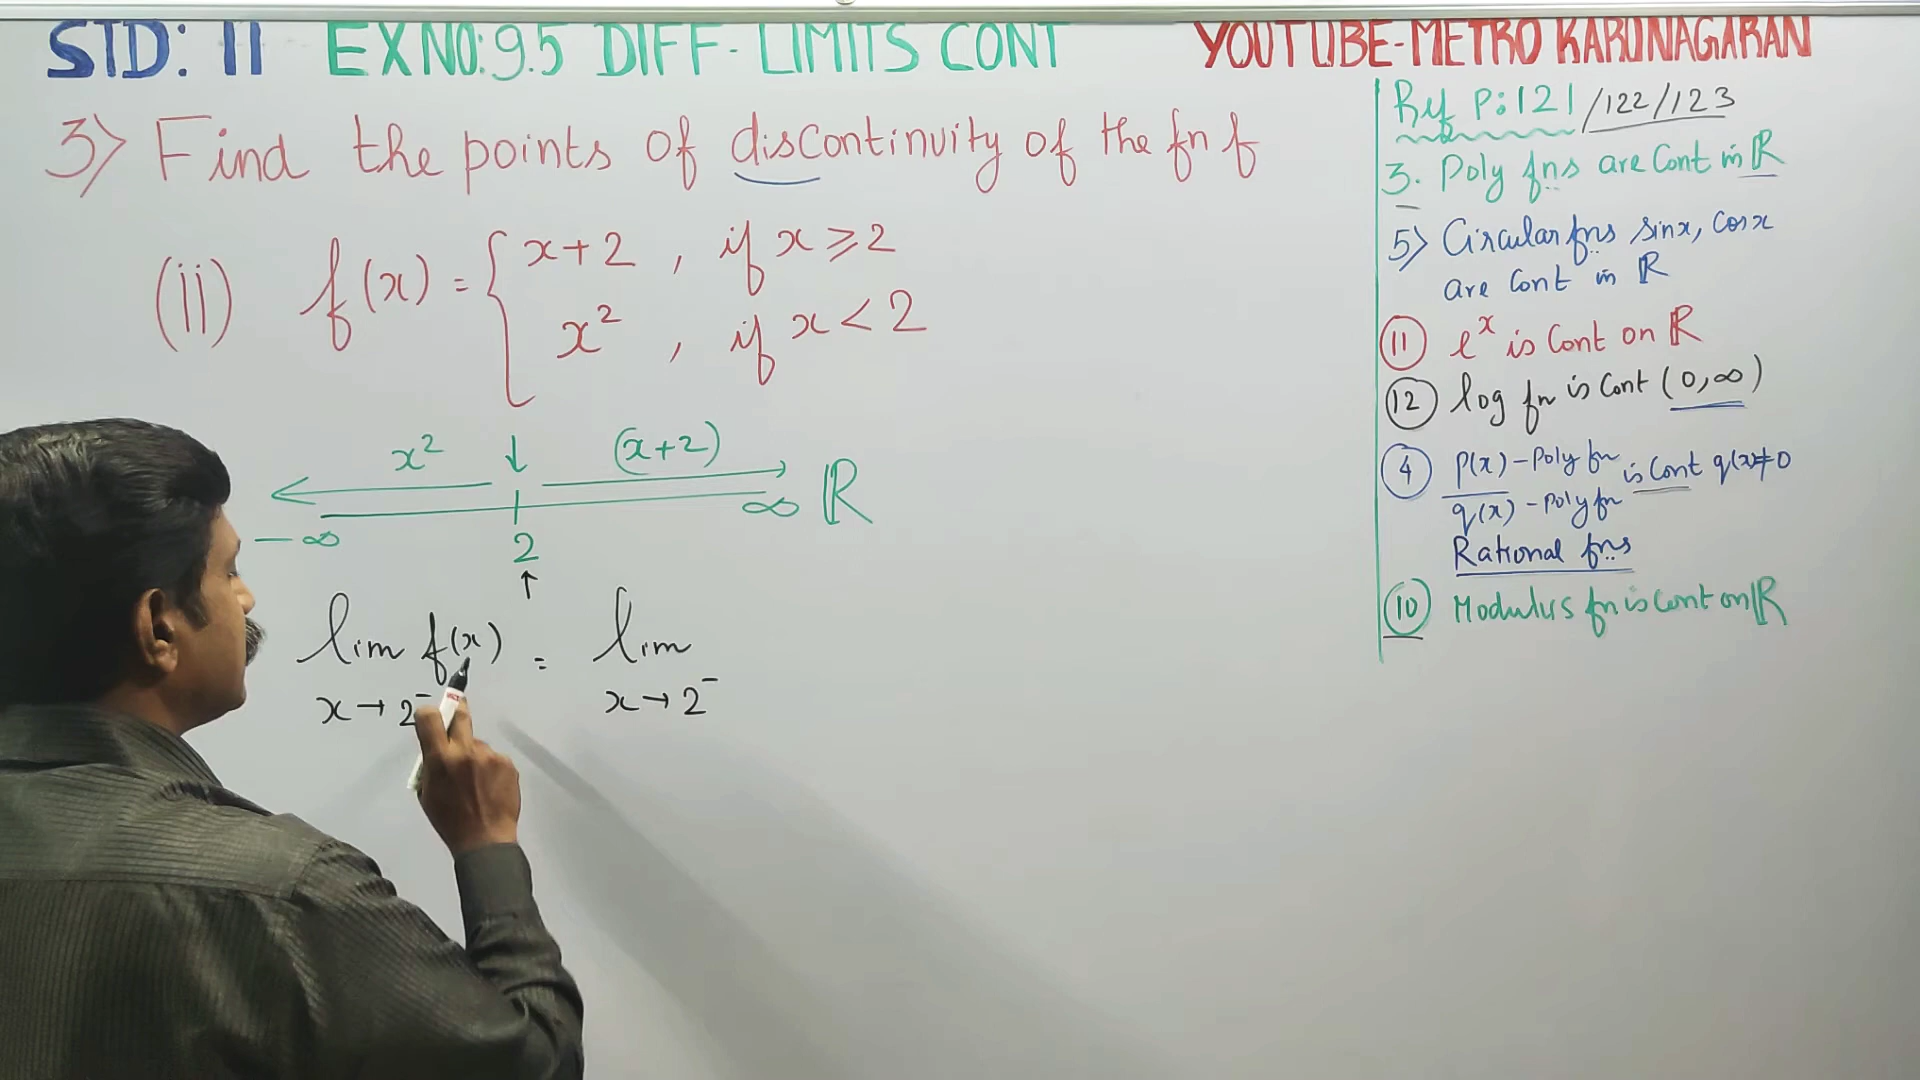 STD: 11 EXNO: 9.5 DIFF- LIMITS CONT YOUTUBE-METRO KARUNAGARAN
3) Find the points of discontinuity of the fn f
(ii) f(x) = { x+2 , if x ⩾ 2
x² , if x < 2
x² ↓ (x+2)
-∞ 2 ∞ ℝ
↑
lim f(x) = lim
x→2⁻ x→2⁻
Ref P: 121/122/123
3. Poly fns are Cont in ℝ
5) Circular fns sinx, cosx
are Cont in ℝ
⑪ eˣ is Cont on ℝ
⑫ log fn is Cont (0,∞)
④ p(x) - Poly fn is Cont q(x)≠0
q(x) - Poly fn
Rational fns
⑩ Modulus fn is cont on ℝ